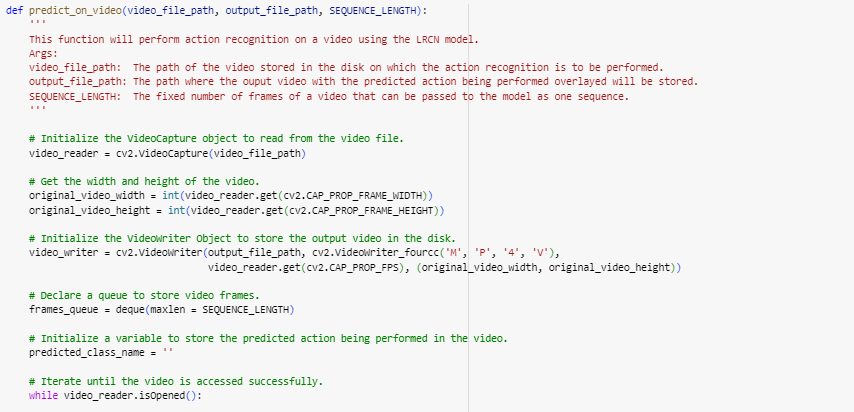 def predict_on_video(video_file_path, output_file_path, SEQUENCE_LENGTH):
    '''
    This function will perform action recognition on a video using the LRCN model.
    Args:
    video_file_path:  The path of the video stored in the disk on which the action recognition is to be performed.
    output_file_path: The path where the ouput video with the predicted action being performed overlayed will be stored.
    SEQUENCE_LENGTH:  The fixed number of frames of a video that can be passed to the model as one sequence.
    '''

    # Initialize the VideoCapture object to read from the video file.
    video_reader = cv2.VideoCapture(video_file_path)

    # Get the width and height of the video.
    original_video_width = int(video_reader.get(cv2.CAP_PROP_FRAME_WIDTH))
    original_video_height = int(video_reader.get(cv2.CAP_PROP_FRAME_HEIGHT))

    # Initialize the VideoWriter Object to store the output video in the disk.
    video_writer = cv2.VideoWriter(output_file_path, cv2.VideoWriter_fourcc('M', 'P', '4', 'V'),
                                   video_reader.get(cv2.CAP_PROP_FPS), (original_video_width, original_video_height))

    # Declare a queue to store video frames.
    frames_queue = deque(maxlen = SEQUENCE_LENGTH)

    # Initialize a variable to store the predicted action being performed in the video.
    predicted_class_name = ''

    # Iterate until the video is accessed successfully.
    while video_reader.isOpened():